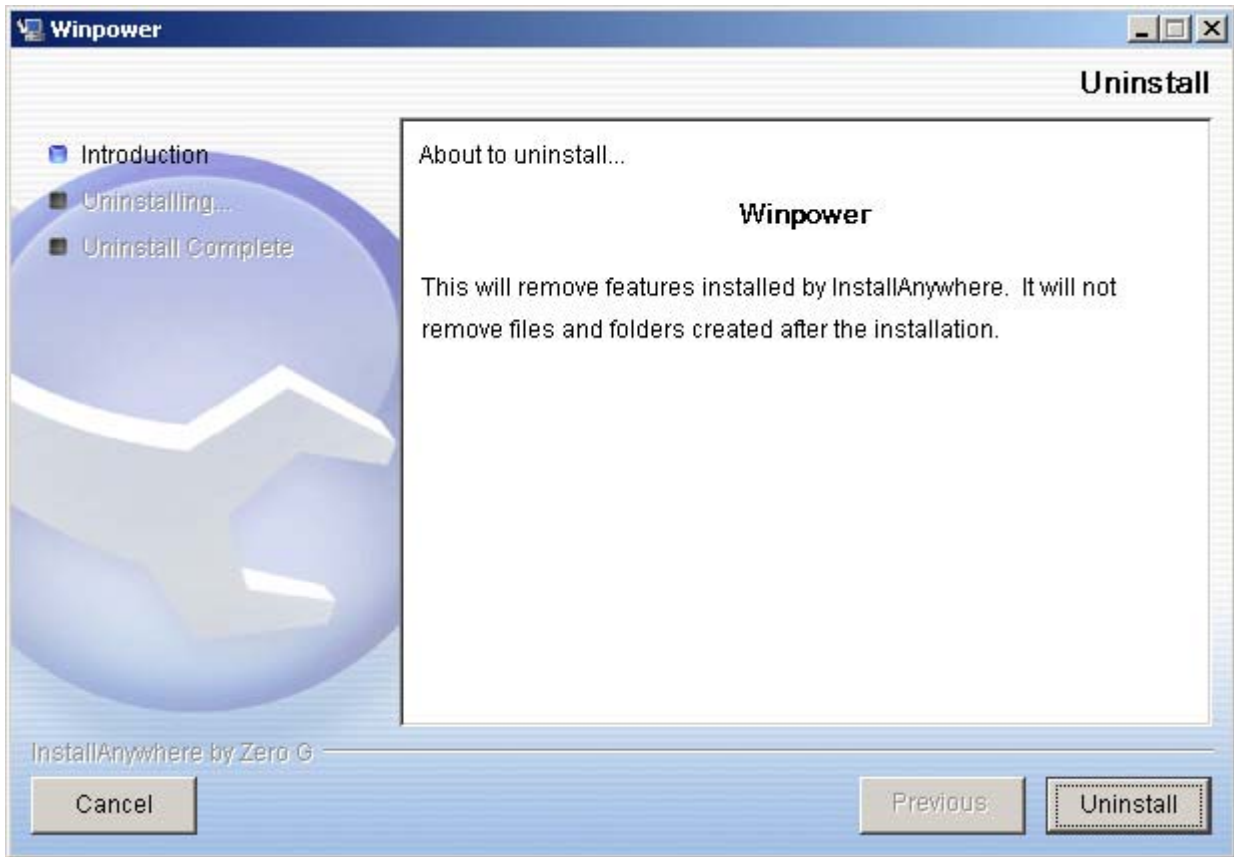 Winpower
Uninstall
Introduction
Uninstalling...
Uninstall Complete
About to uninstall...
Winpower
This will remove features installed by InstallAnywhere. It will not
remove files and folders created after the installation.
InstallAnywhere by Zero G
Cancel
Previous
Uninstall